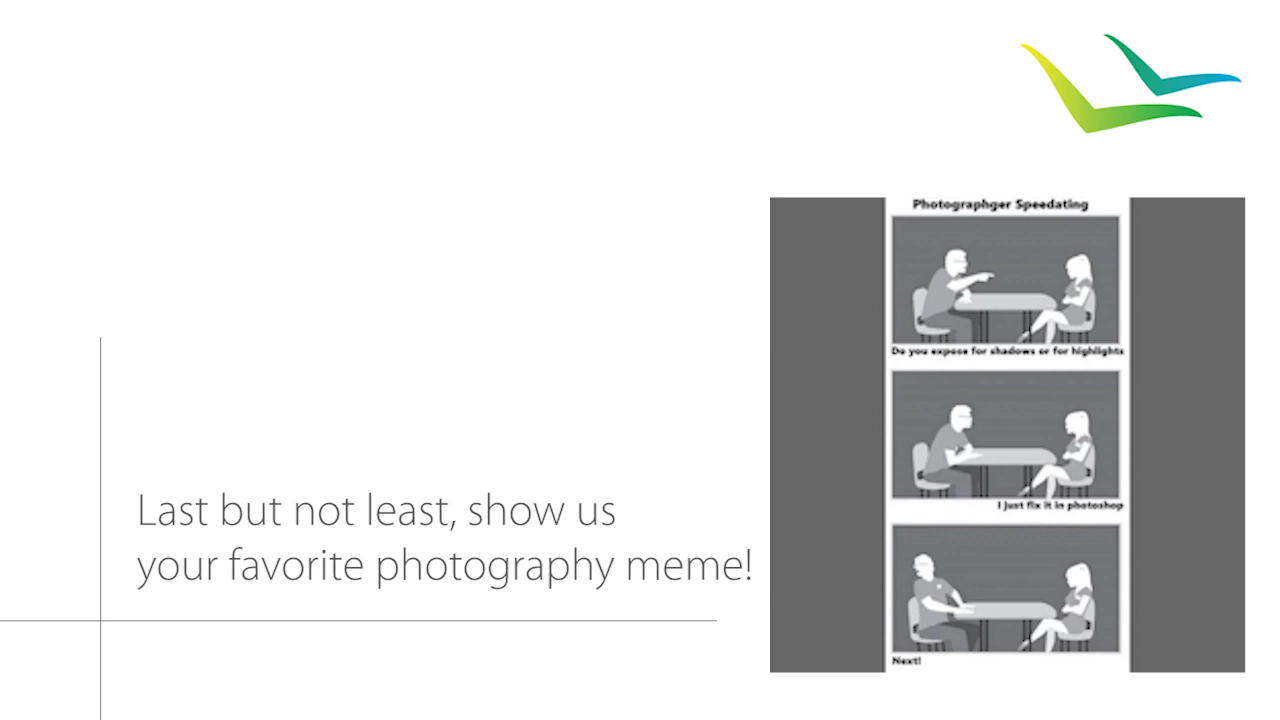 Last but not least, show us
your favorite photography meme!
Photographger Speedating
Do you expose for shadows or for highlights
I just fix it in photoshop
Next!